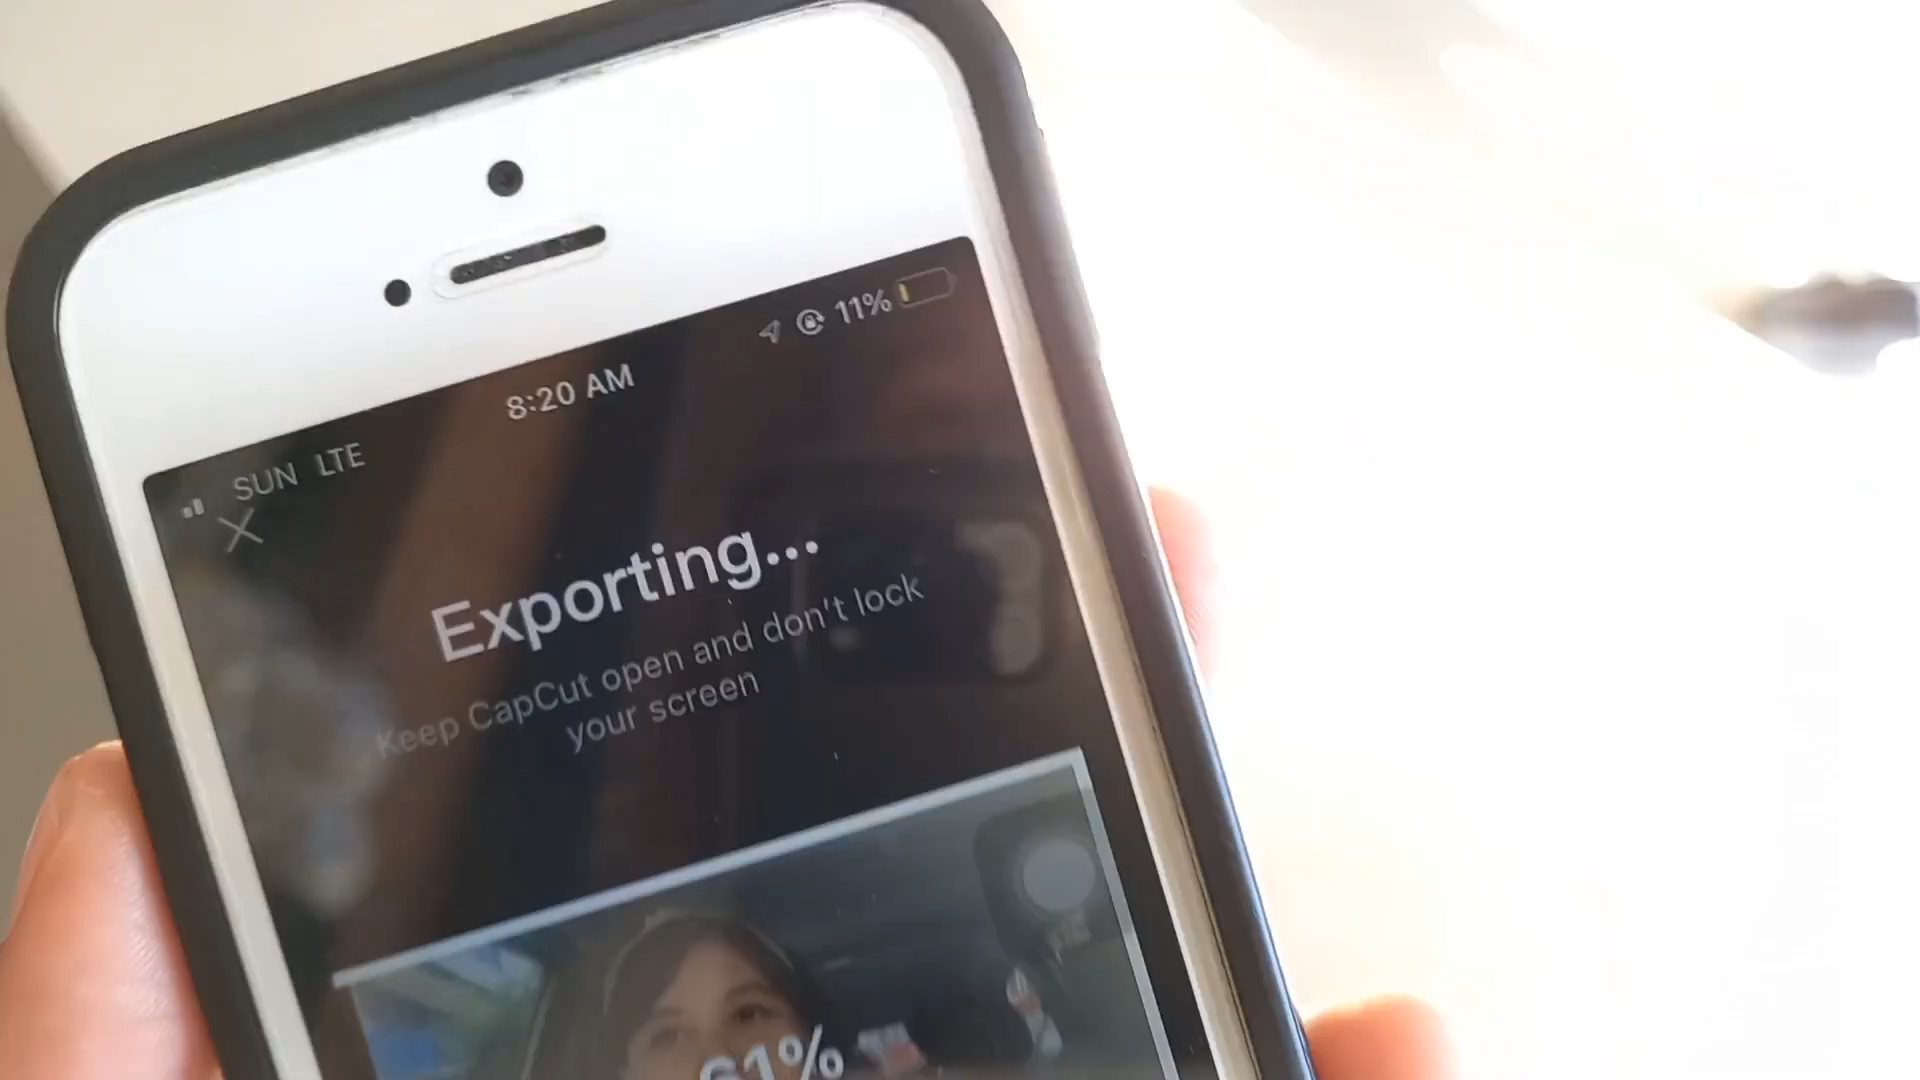 11%
8:20 AM
SUN LTE
Exporting...
Keep CapCut open and don't lock
your screen
61%